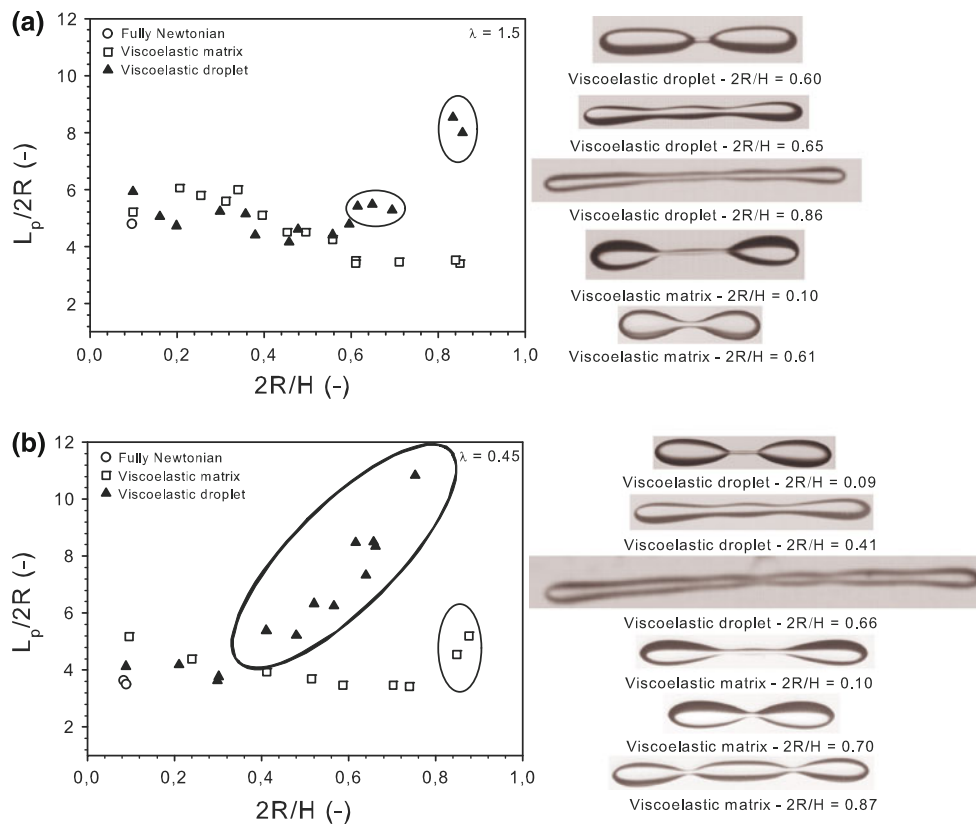 (a)
12
10
8
6
4
2
L_p/2R (-)
Fully Newtonian
Viscoelastic matrix
Viscoelastic droplet
λ = 1.5
0,0 0,2 0,4 0,6 0,8 1,0
2R/H (-)
Viscoelastic droplet - 2R/H = 0.60
Viscoelastic droplet - 2R/H = 0.65
Viscoelastic droplet - 2R/H = 0.86
Viscoelastic matrix - 2R/H = 0.10
Viscoelastic matrix - 2R/H = 0.61
(b)
12
10
8
6
4
2
L_p/2R (-)
Fully Newtonian
Viscoelastic matrix
Viscoelastic droplet
λ = 0.45
0,0 0,2 0,4 0,6 0,8 1,0
2R/H (-)
Viscoelastic droplet - 2R/H = 0.09
Viscoelastic droplet - 2R/H = 0.41
Viscoelastic droplet - 2R/H = 0.66
Viscoelastic matrix - 2R/H = 0.10
Viscoelastic matrix - 2R/H = 0.70
Viscoelastic matrix - 2R/H = 0.87